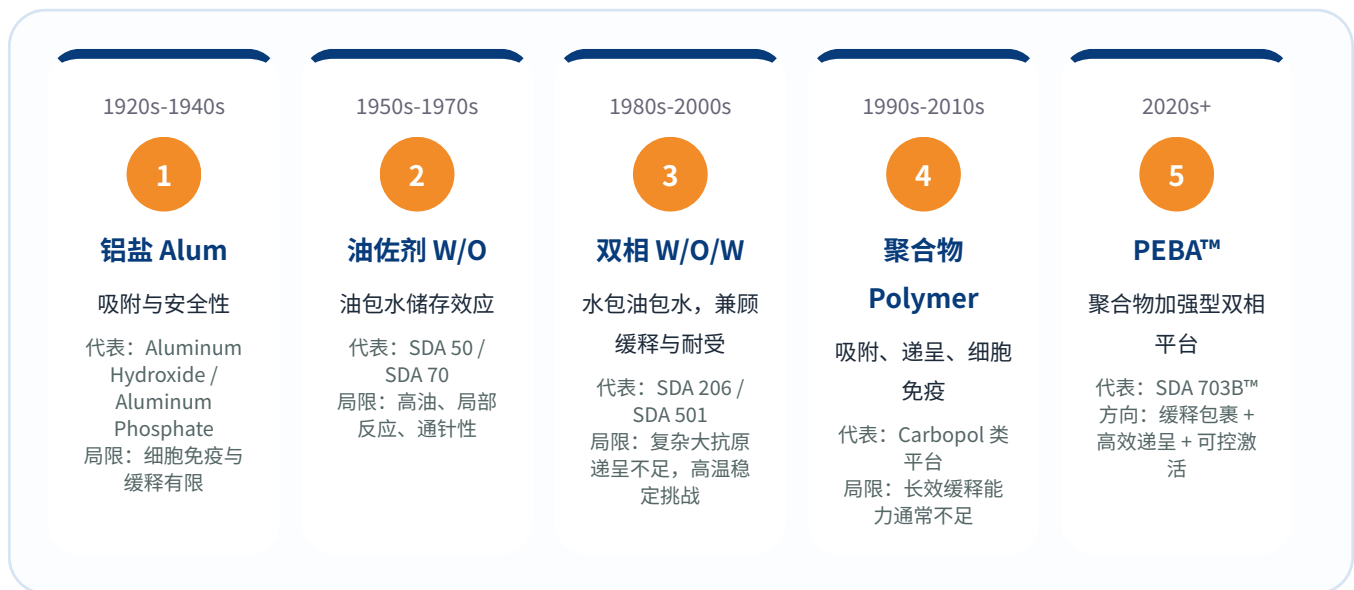 1920s-1940s
1
铝盐 Alum
吸附与安全性
代表：Aluminum
Hydroxide /
Aluminum
Phosphate
局限：细胞免疫与
缓释有限
1950s-1970s
2
油佐剂 W/O
油包水储存效应
代表：SDA 50 /
SDA 70
局限：高油、局部
反应、通针性
1980s-2000s
3
双相 W/O/W
水包油包水，兼顾
缓释与耐受
代表：SDA 206 /
SDA 501
局限：复杂大抗原
递呈不足，高温稳
定挑战
1990s-2010s
4
聚合物
Polymer
吸附、递呈、细胞
免疫
代表：Carbopol 类
平台
局限：长效缓释能
力通常不足
2020s+
5
PEBA™
聚合物加强型双相
平台
代表：SDA 703B™
方向：缓释包裹 +
高效递呈 + 可控激
活